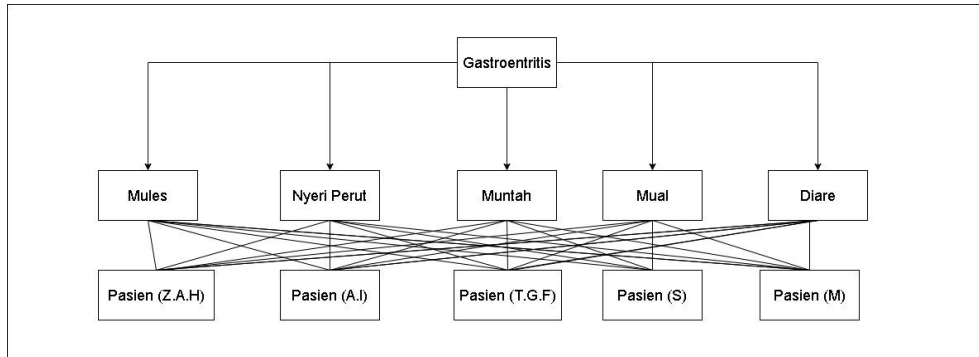 Gastroentritis
Mules
Nyeri Perut
Muntah
Mual
Diare
Pasien (Z.A.H)
Pasien (A.I)
Pasien (T.G.F)
Pasien (S)
Pasien (M)